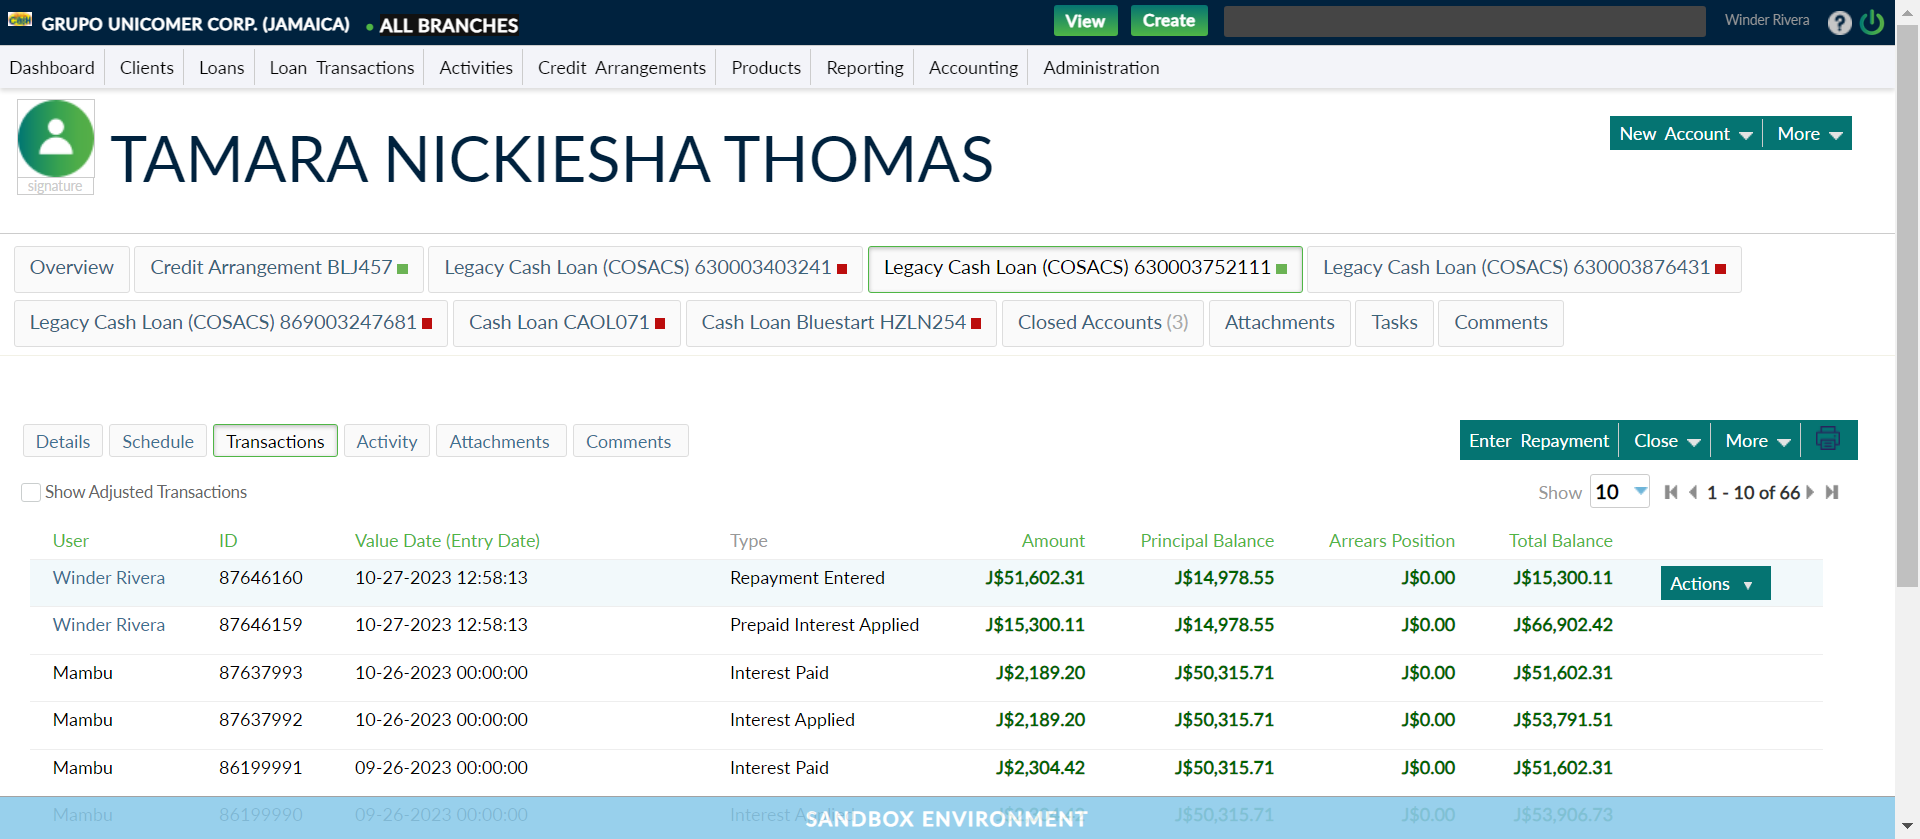 GRUPO UNICOMER CORP. (JAMAICA) ● ALL BRANCHES View Create Winder Rivera ?
Dashboard Clients Loans Loan Transactions Activities Credit Arrangements Products Reporting Accounting Administration
TAMARA NICKIESHA THOMAS
signature
New Account More
Overview Credit Arrangement BLJ457 Legacy Cash Loan (COSACS) 630003403241 Legacy Cash Loan (COSACS) 630003752111 Legacy Cash Loan (COSACS) 630003876431
Legacy Cash Loan (COSACS) 869003247681 Cash Loan CAOL071 Cash Loan Bluestart HZLN254 Closed Accounts (3) Attachments Tasks Comments
Details Schedule Transactions Activity Attachments Comments Enter Repayment Close More
Show Adjusted Transactions Show 10 1 - 10 of 66
User ID Value Date (Entry Date) Type Amount Principal Balance Arrears Position Total Balance
Winder Rivera 87646160 10-27-2023 12:58:13 Repayment Entered J$51,602.31 J$14,978.55 J$0.00 J$15,300.11 Actions
Winder Rivera 87646159 10-27-2023 12:58:13 Prepaid Interest Applied J$15,300.11 J$14,978.55 J$0.00 J$66,902.42
Mambu 87637993 10-26-2023 00:00:00 Interest Paid J$2,189.20 J$50,315.71 J$0.00 J$51,602.31
Mambu 87637992 10-26-2023 00:00:00 Interest Applied J$2,189.20 J$50,315.71 J$0.00 J$53,791.51
Mambu 86199991 09-26-2023 00:00:00 Interest Paid J$2,304.42 J$50,315.71 J$0.00 J$51,602.31
Mambu 86199990 09-26-2023 00:00:00 Interest J$50,315.71 J$0.00 J$53,906.73
SANDBOX ENVIRONMENT